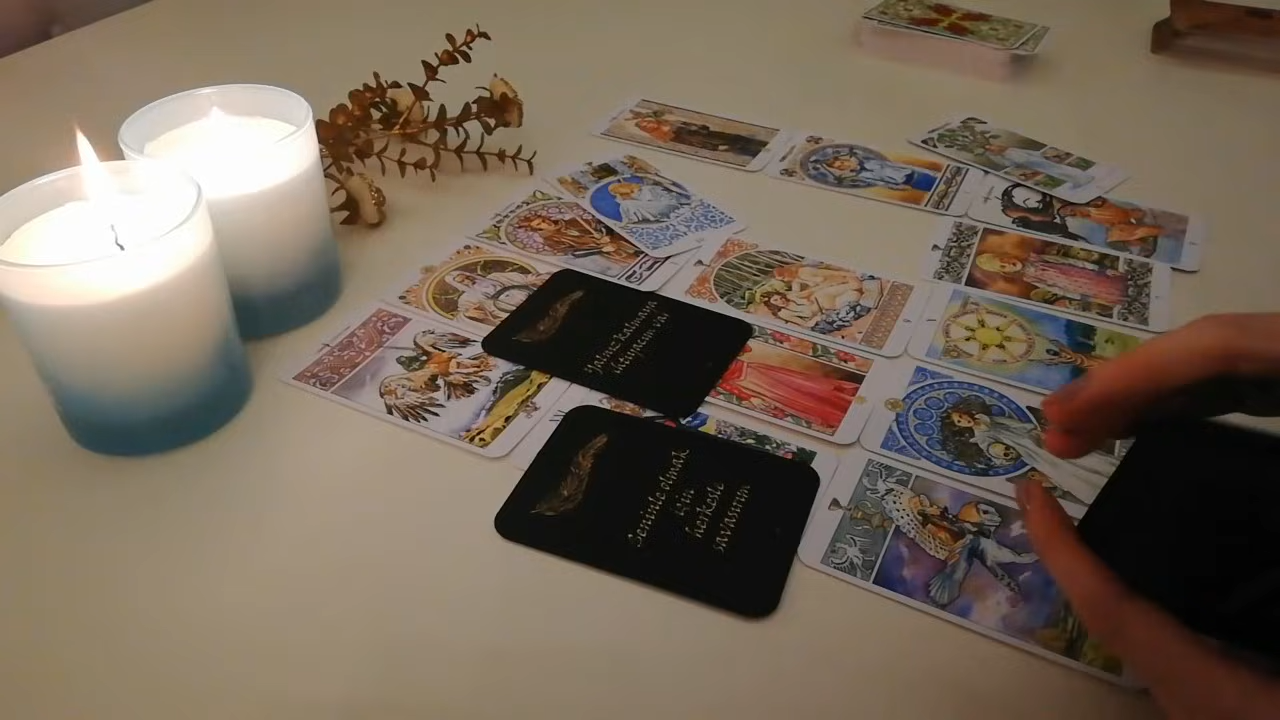 Yalnız kalmaya
ihtiyacım var
Seninle olmak
için
herkesle
savaşırım